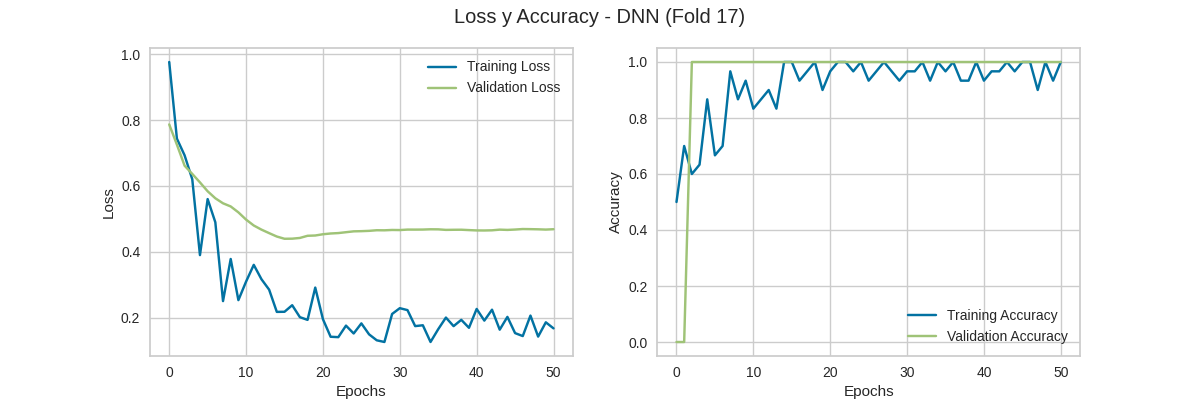 Loss y Accuracy - DNN (Fold 17)
1.0
0.8
0.6
0.4
0.2
Loss
0 10 20 30 40 50
Epochs
Training Loss
Validation Loss
1.0
0.8
0.6
0.4
0.2
0.0
Accuracy
0 10 20 30 40 50
Epochs
Training Accuracy
Validation Accuracy